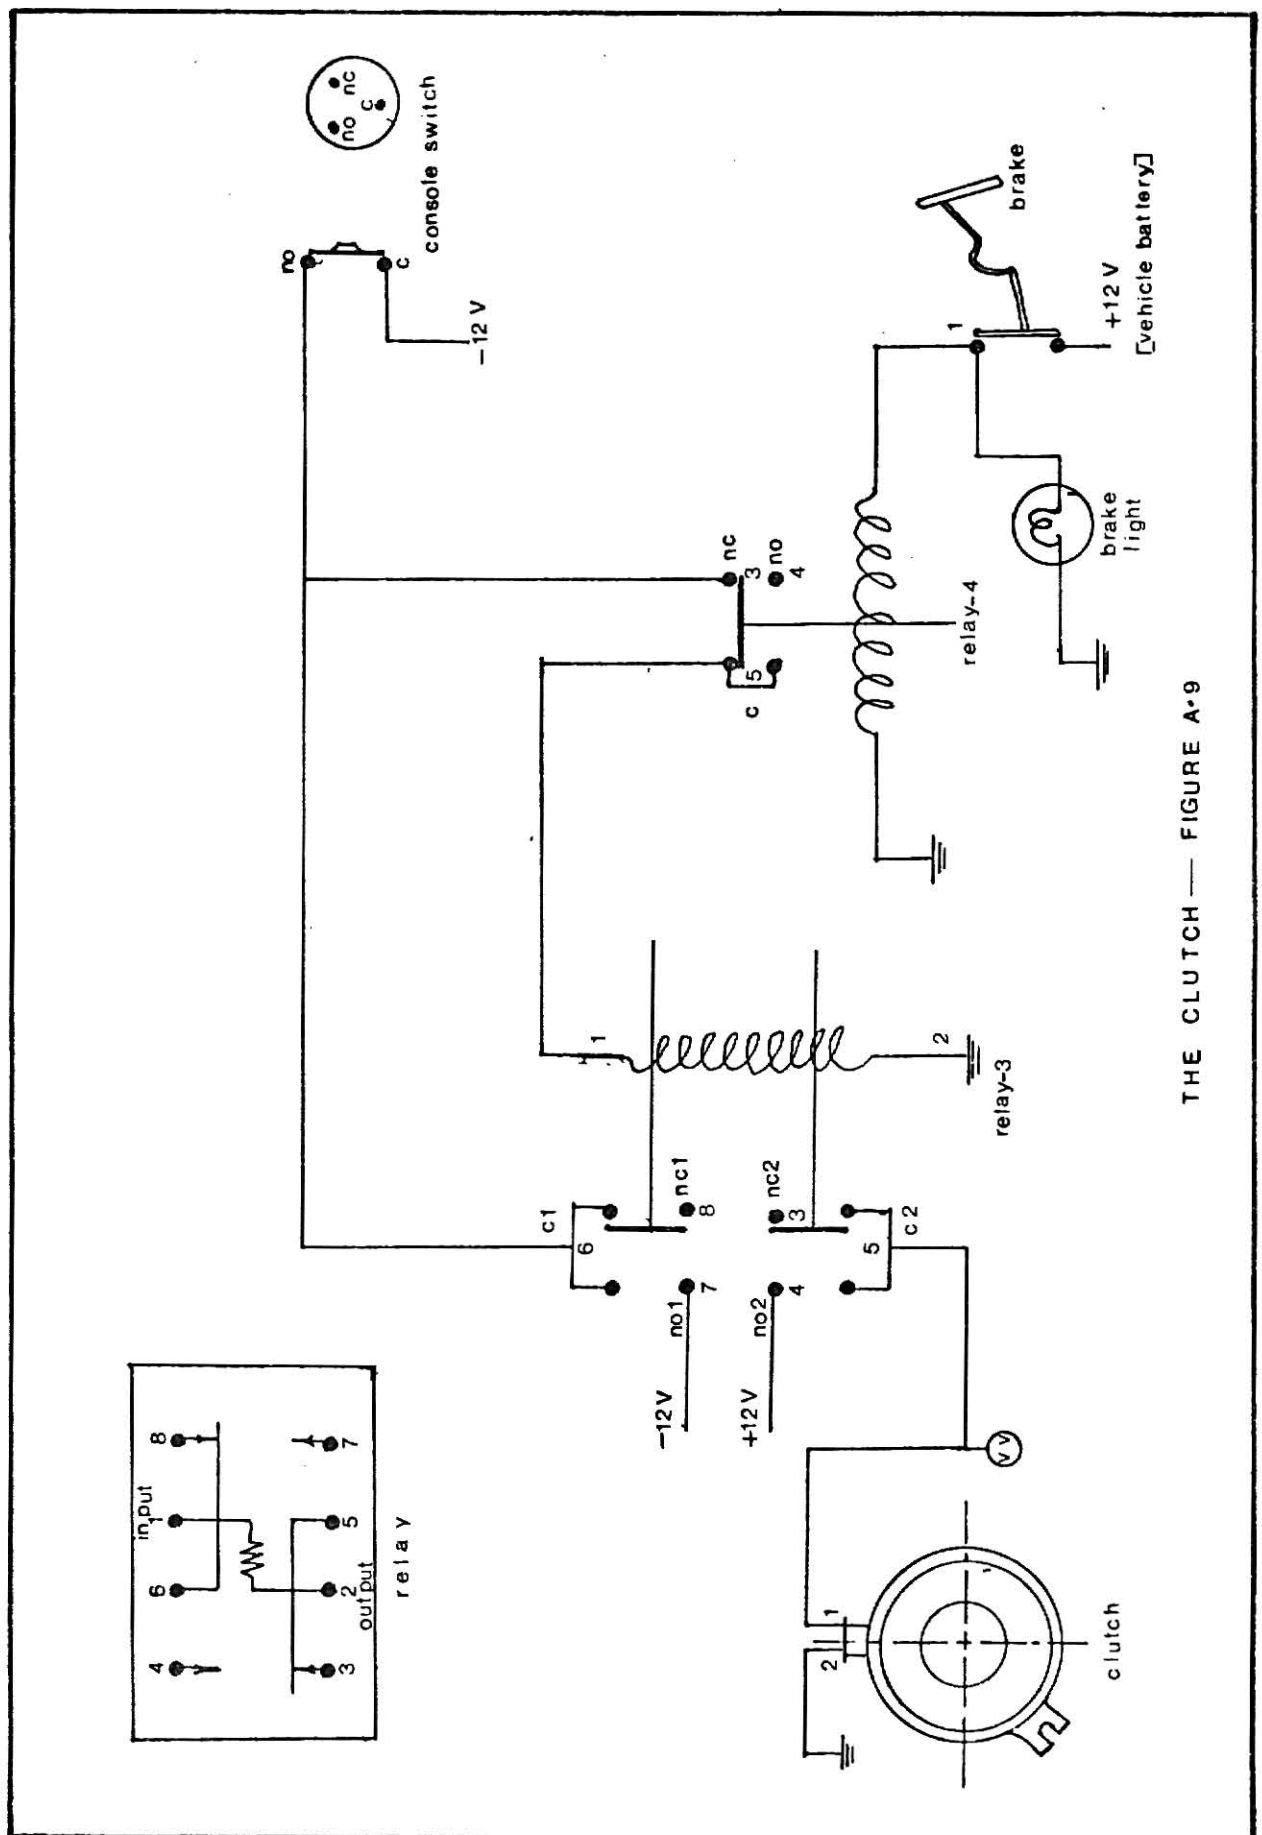 no
nc
c
console switch
no
c
−12 V
nc
3
no
4
5
c
relay-4
1
brake
+12 V
[vehicle battery]
brake
light
1
2
relay-3
c1
6
nc1
8
no1
7
−12V
nc2
3
no2
4
+12V
5
c2
V V
1
2
clutch
4
6
input
1
8
3
2
output
5
7
relay
THE CLUTCH — FIGURE A·9